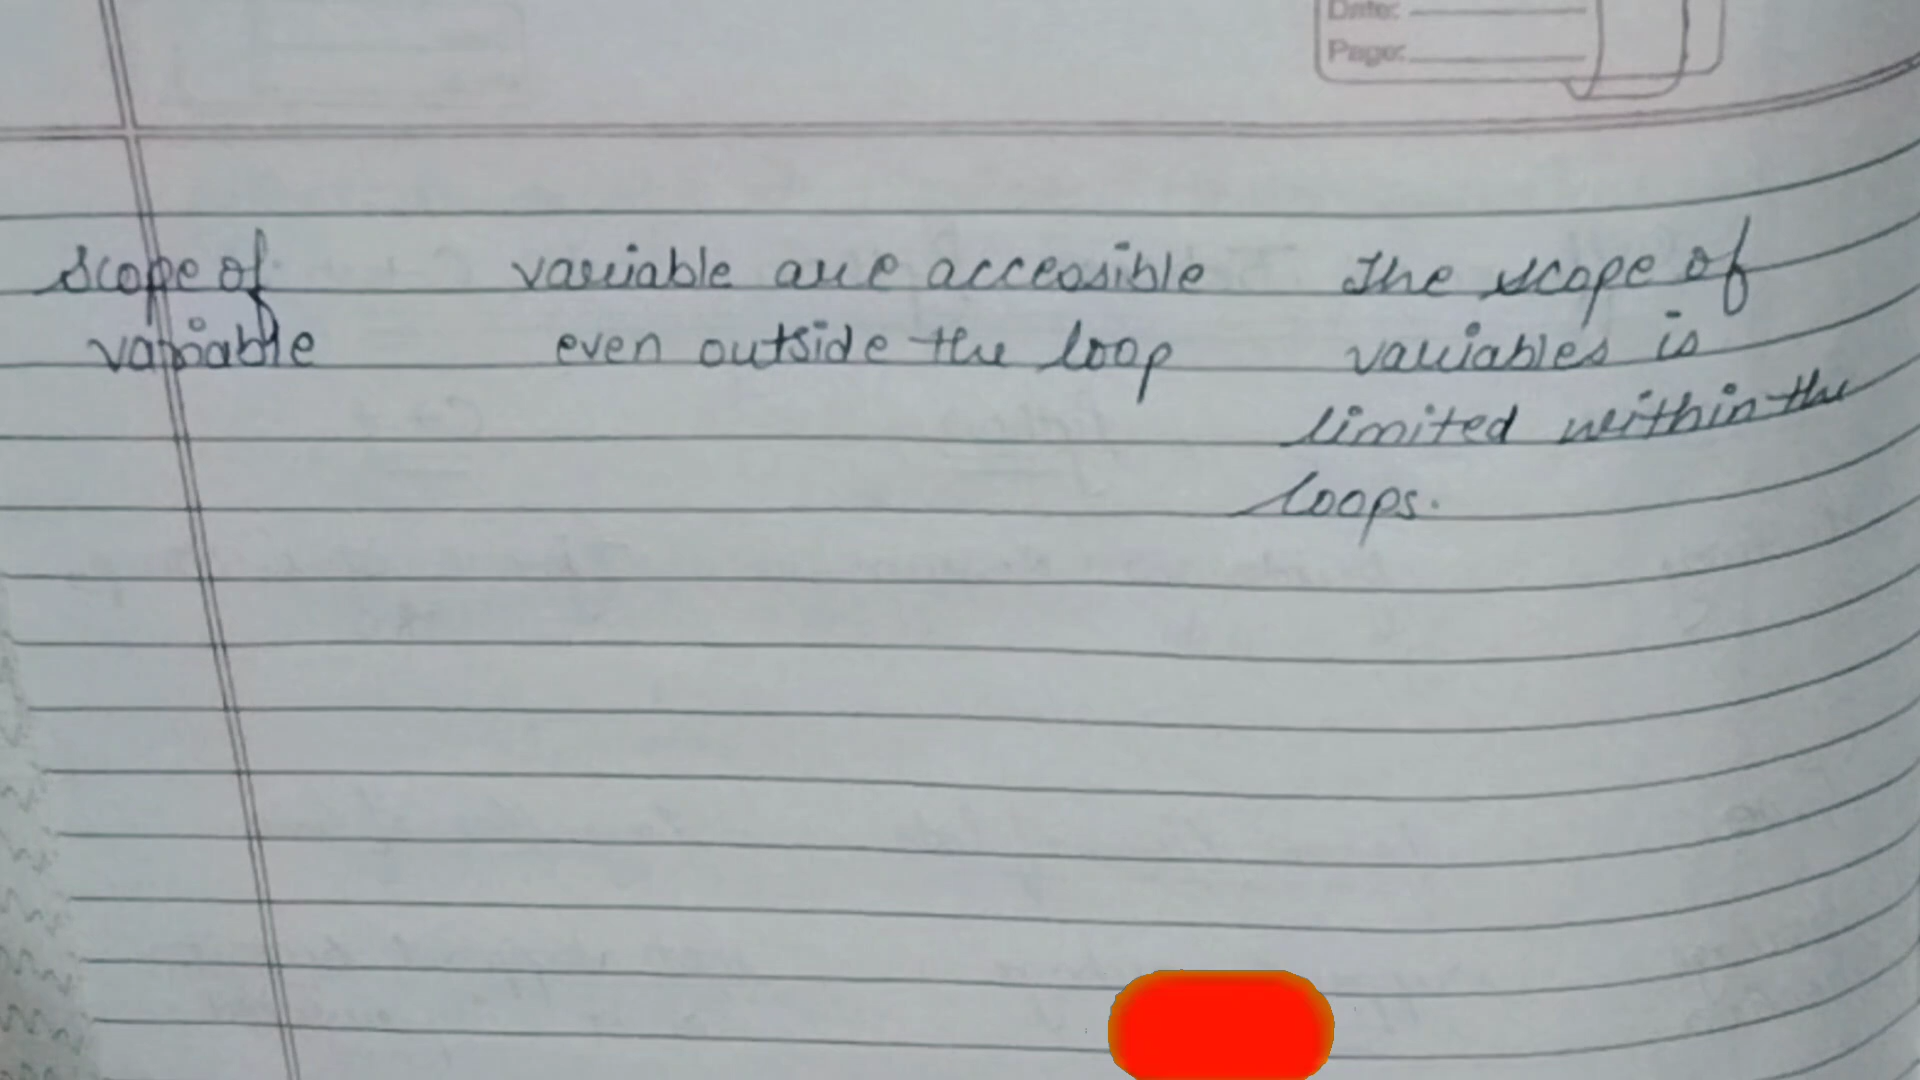 Date:
Page:
scope of variable are accessible The scope of
variable even outside the loop variables is
limited within the
loops.